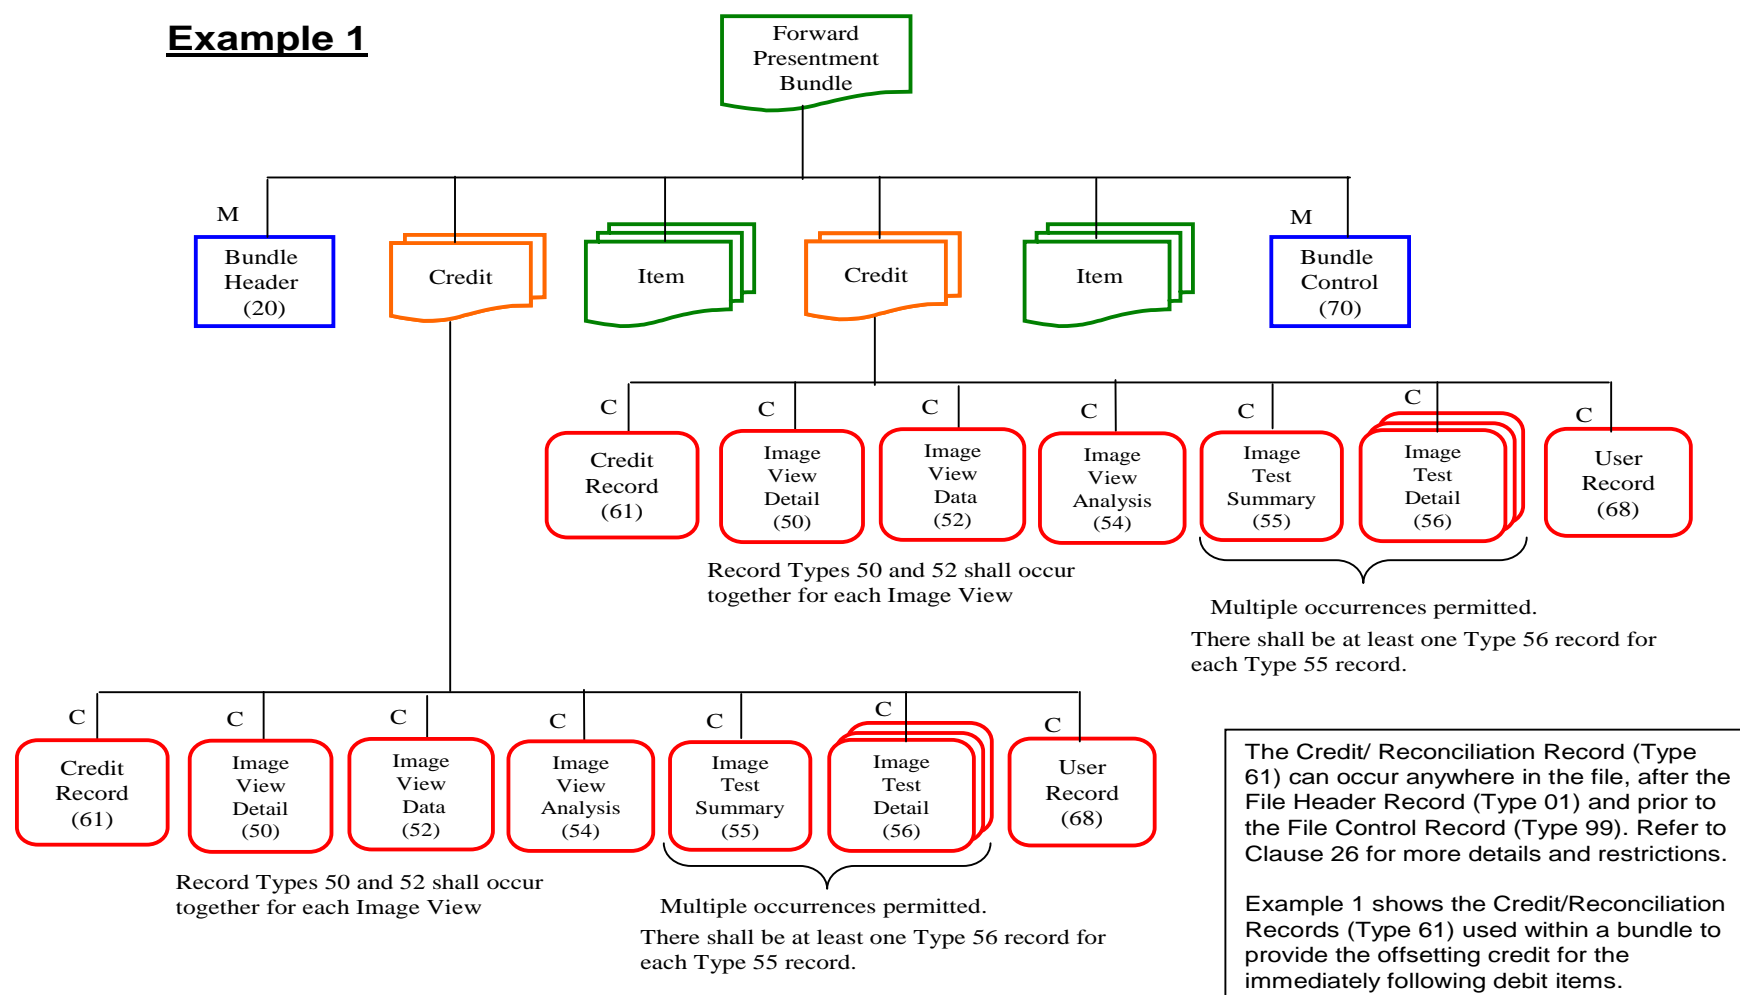 Example 1
Forward
Presentment
Bundle
M
Bundle
Header
(20)
Credit
Item
Credit
Item
M
Bundle
Control
(70)
C
Credit
Record
(61)
C
Image
View
Detail
(50)
C
Image
View
Data
(52)
C
Image
View
Analysis
(54)
C
Image
Test
Summary
(55)
C
Image
Test
Detail
(56)
C
User
Record
(68)
Record Types 50 and 52 shall occur
together for each Image View
Multiple occurrences permitted.
There shall be at least one Type 56 record for
each Type 55 record.
C
Credit
Record
(61)
C
Image
View
Detail
(50)
C
Image
View
Data
(52)
C
Image
View
Analysis
(54)
C
Image
Test
Summary
(55)
C
Image
Test
Detail
(56)
C
User
Record
(68)
Record Types 50 and 52 shall occur
together for each Image View
Multiple occurrences permitted.
There shall be at least one Type 56 record for
each Type 55 record.
The Credit/ Reconciliation Record (Type
61) can occur anywhere in the file, after the
File Header Record (Type 01) and prior to
the File Control Record (Type 99). Refer to
Clause 26 for more details and restrictions.
Example 1 shows the Credit/Reconciliation
Records (Type 61) used within a bundle to
provide the offsetting credit for the
immediately following debit items.